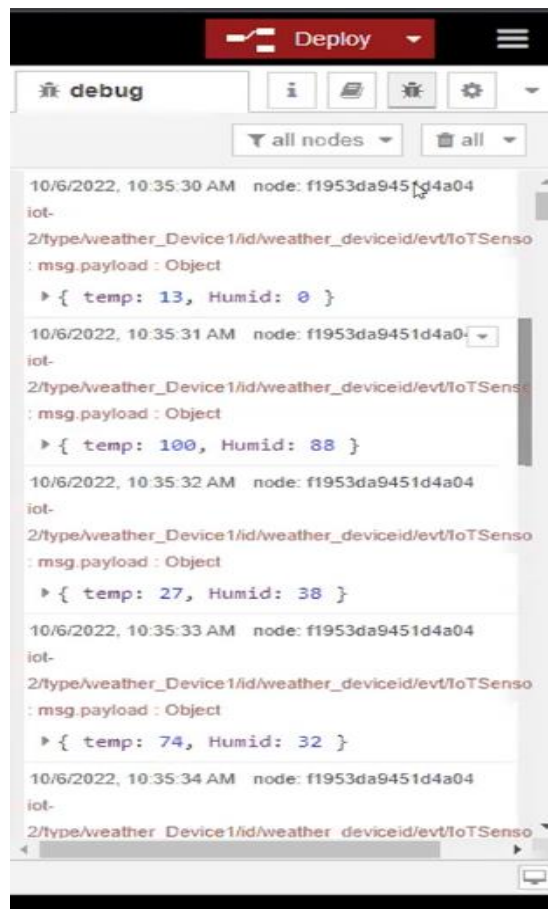 Deploy
debug
all nodes
all
10/6/2022, 10:35:30 AM node: f1953da9451d4a04
iot-
2/type/weather_Device1/id/weather_deviceid/evt/IoTSenso
: msg.payload : Object
{ temp: 13, Humid: 0 }
10/6/2022, 10:35:31 AM node: f1953da9451d4a04
iot-
2/type/weather_Device1/id/weather_deviceid/evt/IoTSenso
: msg.payload : Object
{ temp: 100, Humid: 88 }
10/6/2022, 10:35:32 AM node: f1953da9451d4a04
iot-
2/type/weather_Device1/id/weather_deviceid/evt/IoTSenso
: msg.payload : Object
{ temp: 27, Humid: 38 }
10/6/2022, 10:35:33 AM node: f1953da9451d4a04
iot-
2/type/weather_Device1/id/weather_deviceid/evt/IoTSenso
: msg.payload : Object
{ temp: 74, Humid: 32 }
10/6/2022, 10:35:34 AM node: f1953da9451d4a04
iot-
2/type/weather_Device1/id/weather_deviceid/evt/IoTSenso